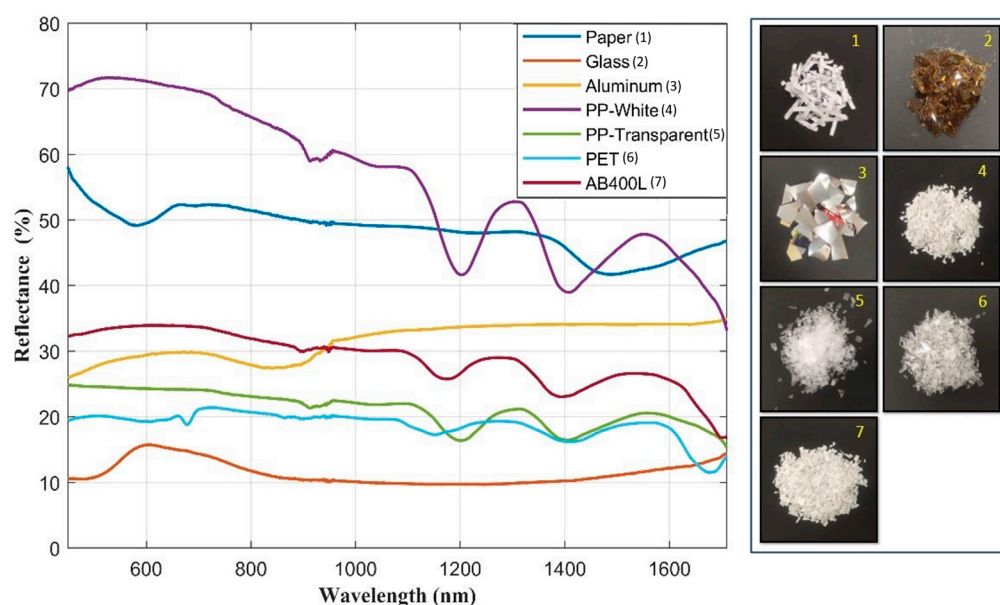 80
70
60
50
40
30
20
10
0
Reflectance (%)
600
800
1000
1200
1400
1600
Wavelength (nm)
Paper (1)
Glass (2)
Aluminum (3)
PP-White (4)
PP-Transparent (5)
PET (6)
AB400L (7)
1
2
3
4
5
6
7